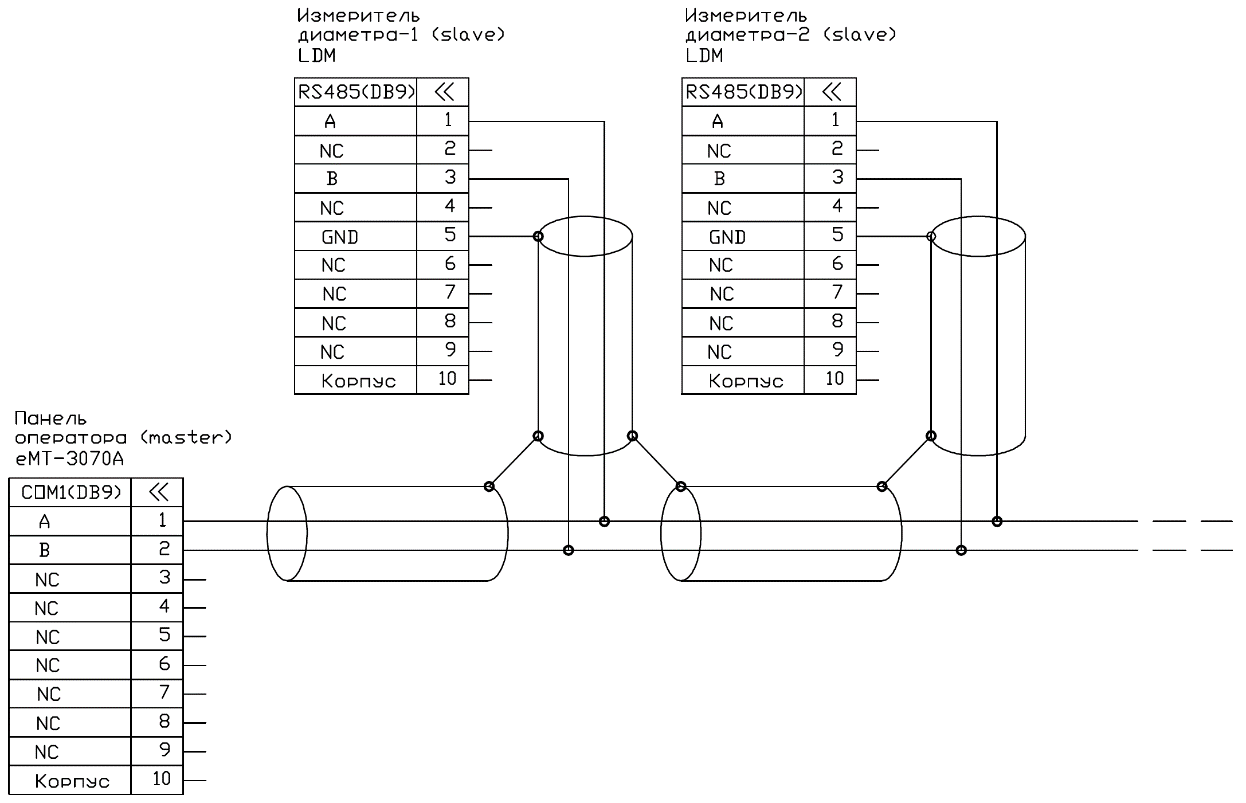 Измеритель
диаметра-1 (slave)
LDM
RS485(DB9) <<
A 1
NC 2
B 3
NC 4
GND 5
NC 6
NC 7
NC 8
NC 9
Корпус 10
Измеритель
диаметра-2 (slave)
LDM
RS485(DB9) <<
A 1
NC 2
B 3
NC 4
GND 5
NC 6
NC 7
NC 8
NC 9
Корпус 10
Панель
оператора (master)
eMT-3070A
COM1(DB9) <<
A 1
B 2
NC 3
NC 4
NC 5
NC 6
NC 7
NC 8
NC 9
Корпус 10